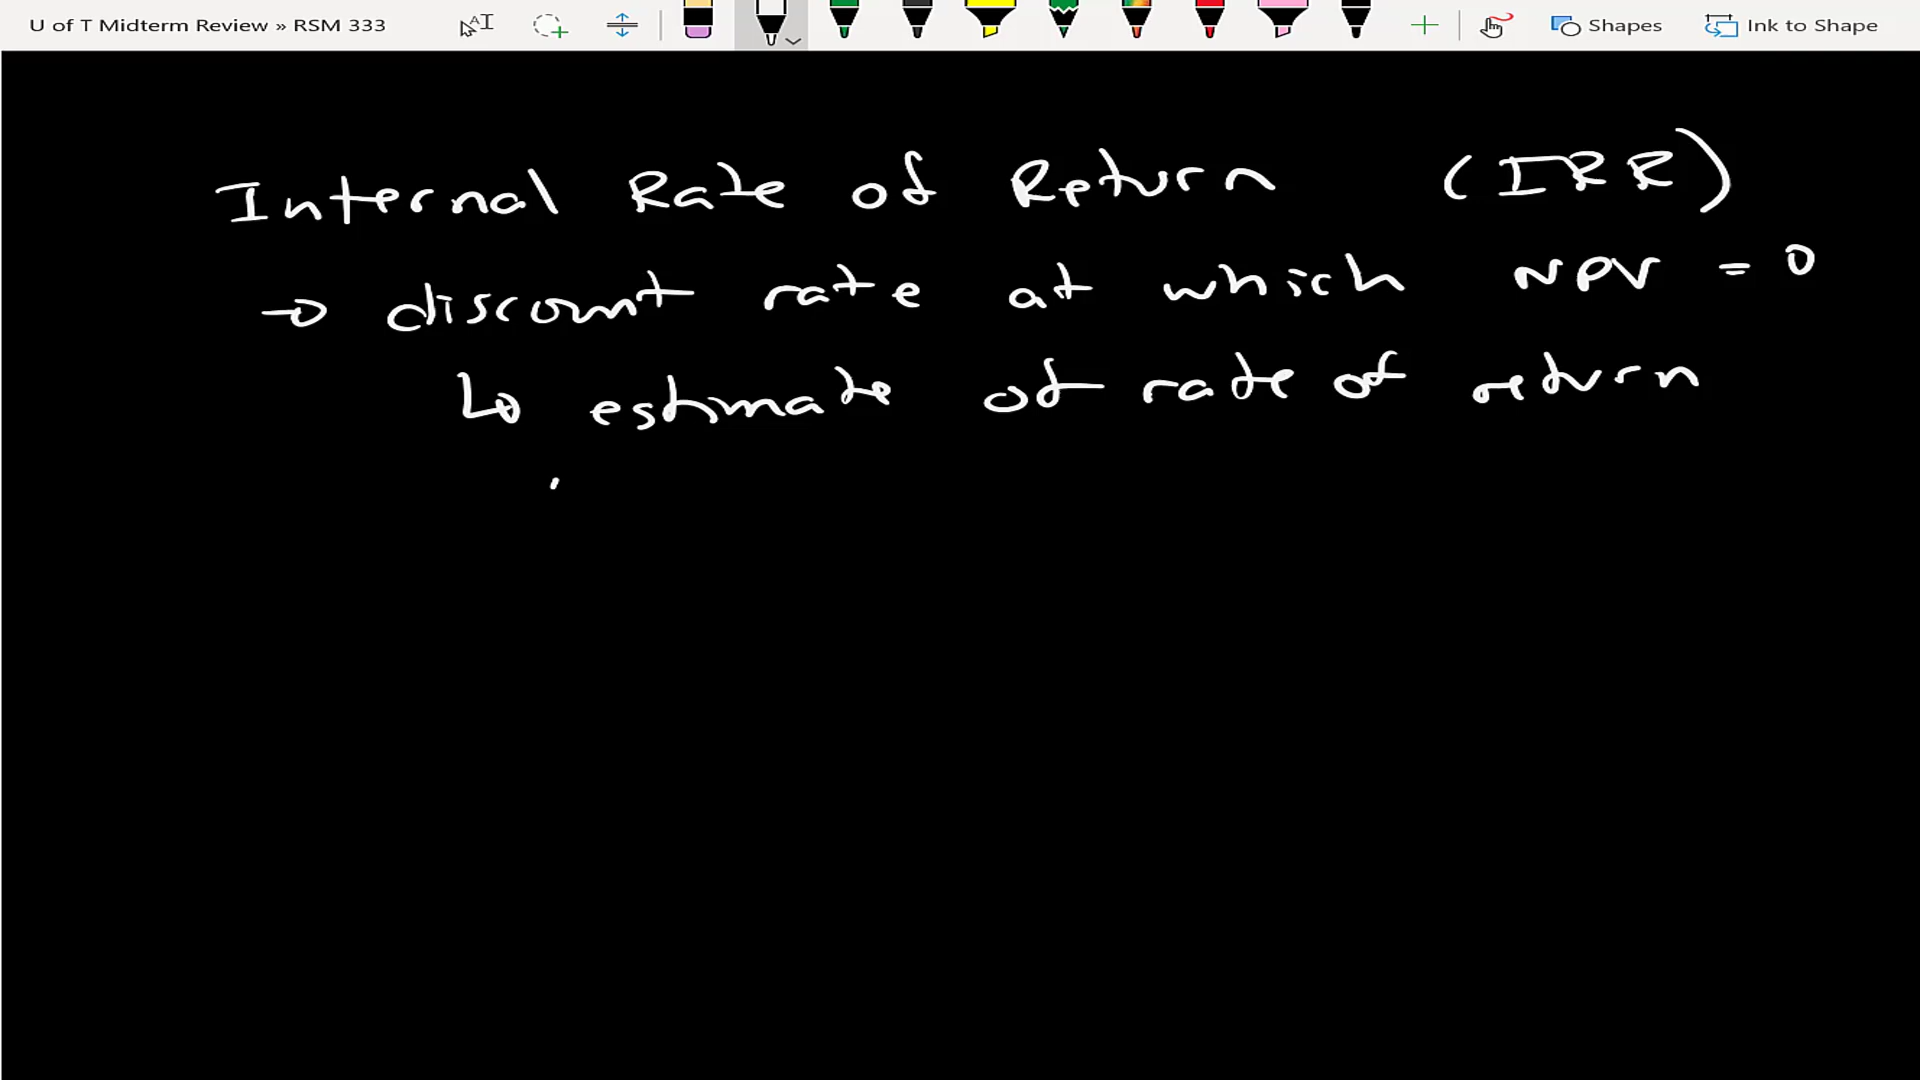 U of T Midterm Review » RSM 333
Shapes
Ink to Shape
Internal Rate of Return (IRR)
→ discount rate at which NPV = 0
↳ estimate of rate of return